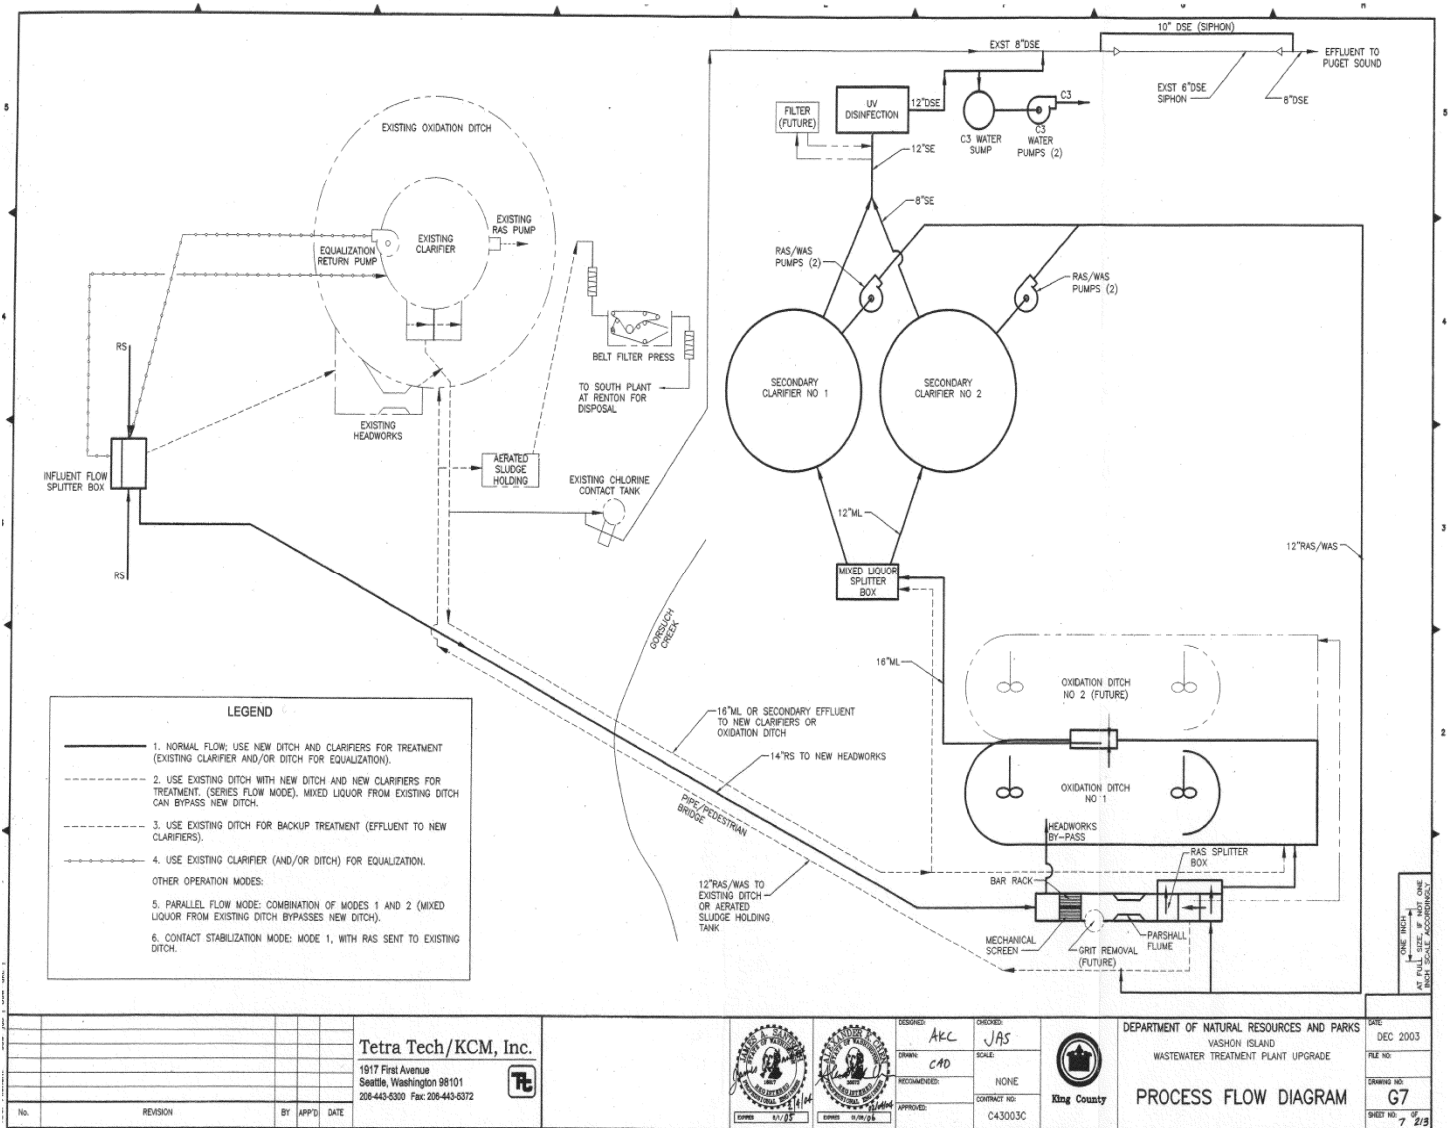 10" DSE (SIPHON)
EXST 8"DSE
EFFLUENT TO
PUGET SOUND
EXST 6"DSE
SIPHON
8"DSE
UV
DISINFECTION
12"DSE
FILTER
(FUTURE)
C3
C3 WATER
SUMP
C3
WATER
PUMPS (2)
12"SE
8"SE
EXISTING OXIDATION DITCH
EXISTING
RAS PUMP
EXISTING
CLARIFIER
EQUALIZATION
RETURN PUMP
RAS/WAS
PUMPS (2)
RAS/WAS
PUMPS (2)
RS
BELT FILTER PRESS
TO SOUTH PLANT
AT RENTON FOR
DISPOSAL
SECONDARY
CLARIFIER NO 1
SECONDARY
CLARIFIER NO 2
EXISTING
HEADWORKS
INFLUENT FLOW
SPLITTER BOX
AERATED
SLUDGE
HOLDING
EXISTING CHLORINE
CONTACT TANK
12"ML
12"RAS/WAS
RS
MIXED LIQUOR
SPLITTER
BOX
GORSUCH
CREEK
16"ML
OXIDATION DITCH
NO 2 (FUTURE)
16"ML OR SECONDARY EFFLUENT
TO NEW CLARIFIERS OR
OXIDATION DITCH
14"RS TO NEW HEADWORKS
PIPE/PEDESTRIAN
BRIDGE
OXIDATION DITCH
NO 1
HEADWORKS
BY-PASS
RAS SPLITTER
BOX
BAR RACK
12"RAS/WAS TO
EXISTING DITCH
OR AERATED
SLUDGE HOLDING
TANK
MECHANICAL
SCREEN
GRIT REMOVAL
(FUTURE)
PARSHALL
FLUME
LEGEND
1. NORMAL FLOW; USE NEW DITCH AND CLARIFIERS FOR TREATMENT
(EXISTING CLARIFIER AND/OR DITCH FOR EQUALIZATION).
2. USE EXISTING DITCH WITH NEW DITCH AND NEW CLARIFIERS FOR
TREATMENT. (SERIES FLOW MODE). MIXED LIQUOR FROM EXISTING DITCH
CAN BYPASS NEW DITCH.
3. USE EXISTING DITCH FOR BACKUP TREATMENT (EFFLUENT TO NEW
CLARIFIERS).
4. USE EXISTING CLARIFIER (AND/OR DITCH) FOR EQUALIZATION.
OTHER OPERATION MODES:
5. PARALLEL FLOW MODE: COMBINATION OF MODES 1 AND 2 (MIXED
LIQUOR FROM EXISTING DITCH BYPASSES NEW DITCH).
6. CONTACT STABILIZATION MODE: MODE 1, WITH RAS SENT TO EXISTING
DITCH.
ONE INCH
AT FULL SIZE, IF NOT ONE
INCH SCALE ACCORDINGLY
5
4
3
2
No.
REVISION
BY
APP'D
DATE
Tetra Tech/KCM, Inc.
1917 First Avenue
Seattle, Washington 98101
206-443-5300 Fax: 206-443-5372
DESIGNED:
AKC
DRAWN:
CAD
RECOMMENDED:
APPROVED:
CHECKED:
JAS
SCALE:
NONE
CONTRACT NO:
C43003C
King County
DEPARTMENT OF NATURAL RESOURCES AND PARKS
VASHON ISLAND
WASTEWATER TREATMENT PLANT UPGRADE
PROCESS FLOW DIAGRAM
DATE:
DEC 2003
FILE NO:
DRAWING NO:
G7
SHEET NO: OF
7 213